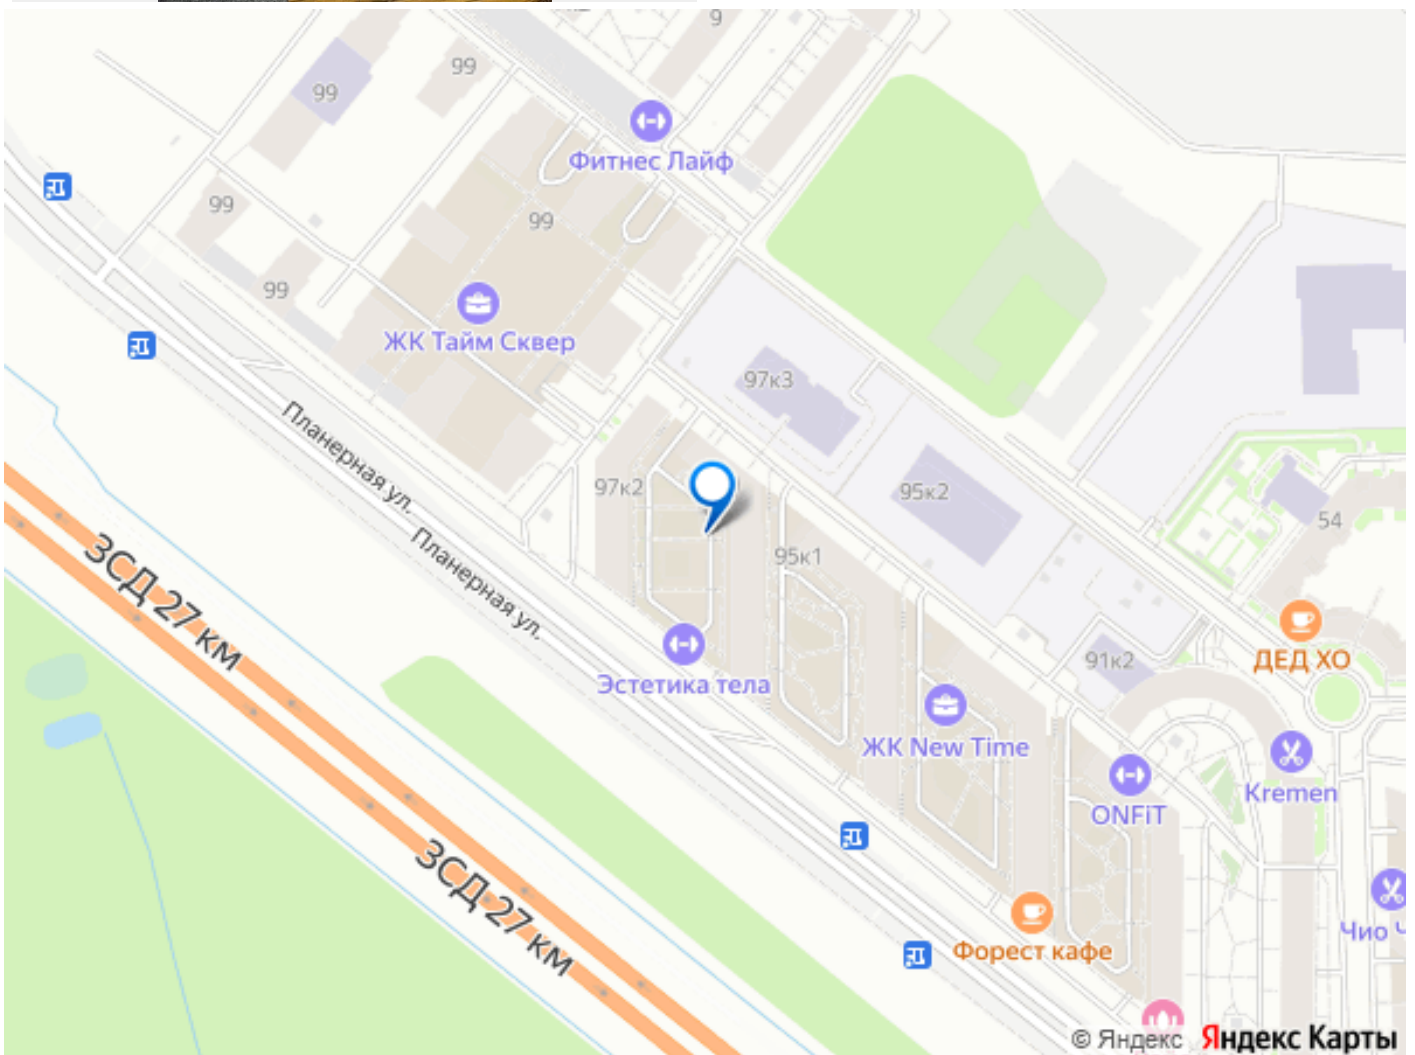 9
99
99
Фитнес Лайф
99
99
99
ЖК Тайм Сквер
97к3
Планерная ул.
97к2
95к2
54
Планерная ул.
95к1
ЗСД 27 км
ДЕД ХО
91к2
Эстетика тела
ЖК New Time
Kremen
ONFiT
ЗСД 27 км
Чио Ч
Форест кафе
© Яндекс Яндекс Карты